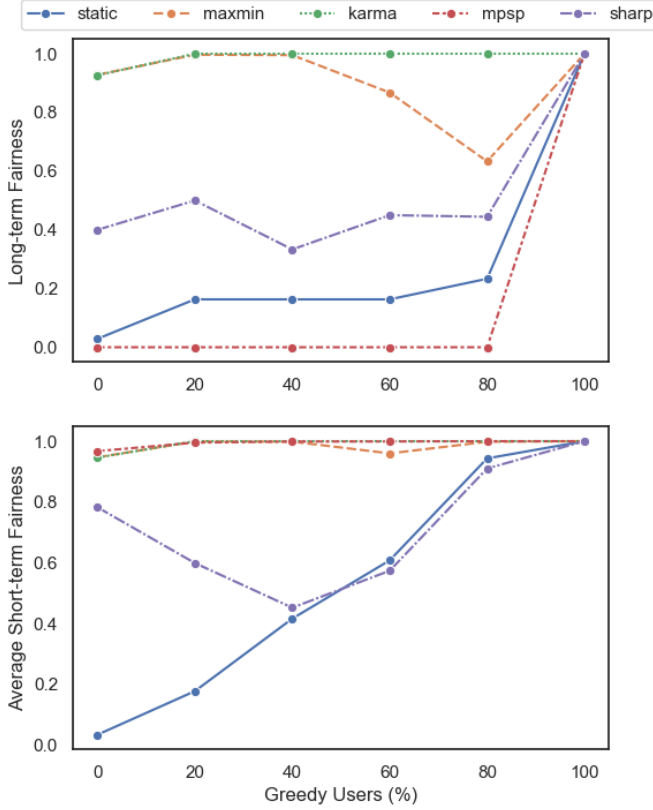 static maxmin karma mpsp sharp
1.0
0.8
0.6
0.4
0.2
0.0
Long-term Fairness
0 20 40 60 80 100
1.0
0.8
0.6
0.4
0.2
0.0
Average Short-term Fairness
0 20 40 60 80 100
Greedy Users (%)